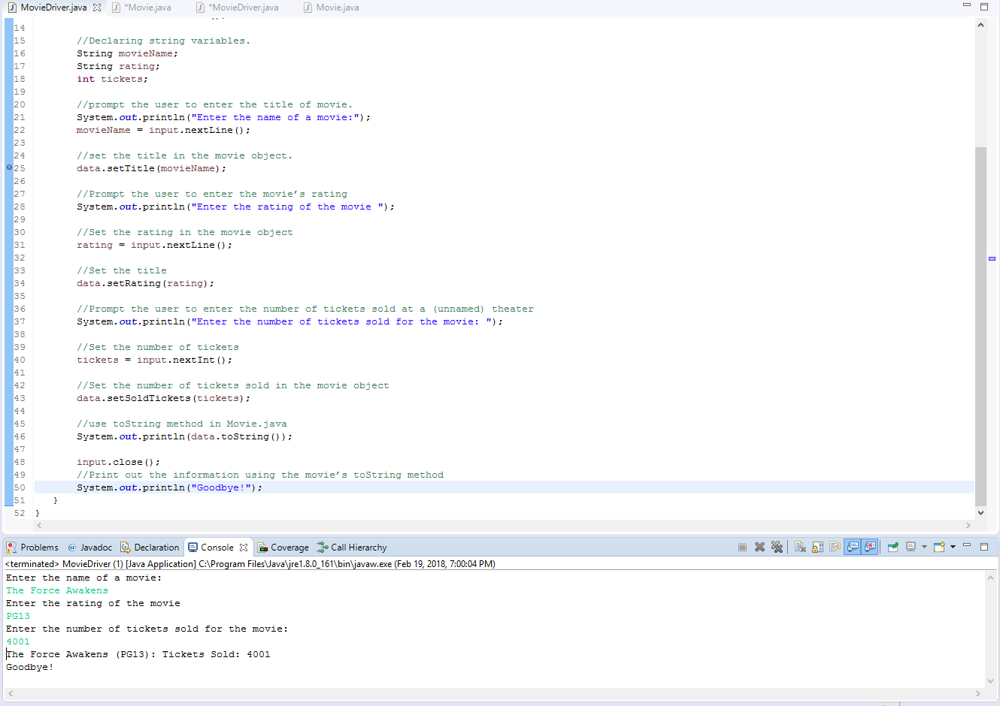 MovieDriver.java *Movie.java *MovieDriver.java Movie.java
14
15 //Declaring string variables.
16 String movieName;
17 String rating;
18 int tickets;
19
20 //prompt the user to enter the title of movie.
21 System.out.println("Enter the name of a movie:");
22 movieName = input.nextLine();
23
24 //set the title in the movie object.
25 data.setTitle(movieName);
26
27 //Prompt the user to enter the movie’s rating
28 System.out.println("Enter the rating of the movie ");
29
30 //Set the rating in the movie object
31 rating = input.nextLine();
32
33 //Set the title
34 data.setRating(rating);
35
36 //Prompt the user to enter the number of tickets sold at a (unnamed) theater
37 System.out.println("Enter the number of tickets sold for the movie: ");
38
39 //Set the number of tickets
40 tickets = input.nextInt();
41
42 //Set the number of tickets sold in the movie object
43 data.setSoldTickets(tickets);
44
45 //use toString method in Movie.java
46 System.out.println(data.toString());
47
48 input.close();
49 //Print out the information using the movie’s toString method
50 System.out.println("Goodbye!");
51 }
52 }
Problems @ Javadoc Declaration Console Coverage Call Hierarchy
<terminated> MovieDriver (1) [Java Application] C:\Program Files\Java\jre1.8.0_161\bin\javaw.exe (Feb 19, 2018, 7:00:04 PM)
Enter the name of a movie:
The Force Awakens
Enter the rating of the movie
PG13
Enter the number of tickets sold for the movie:
4001
The Force Awakens (PG13): Tickets Sold: 4001
Goodbye!